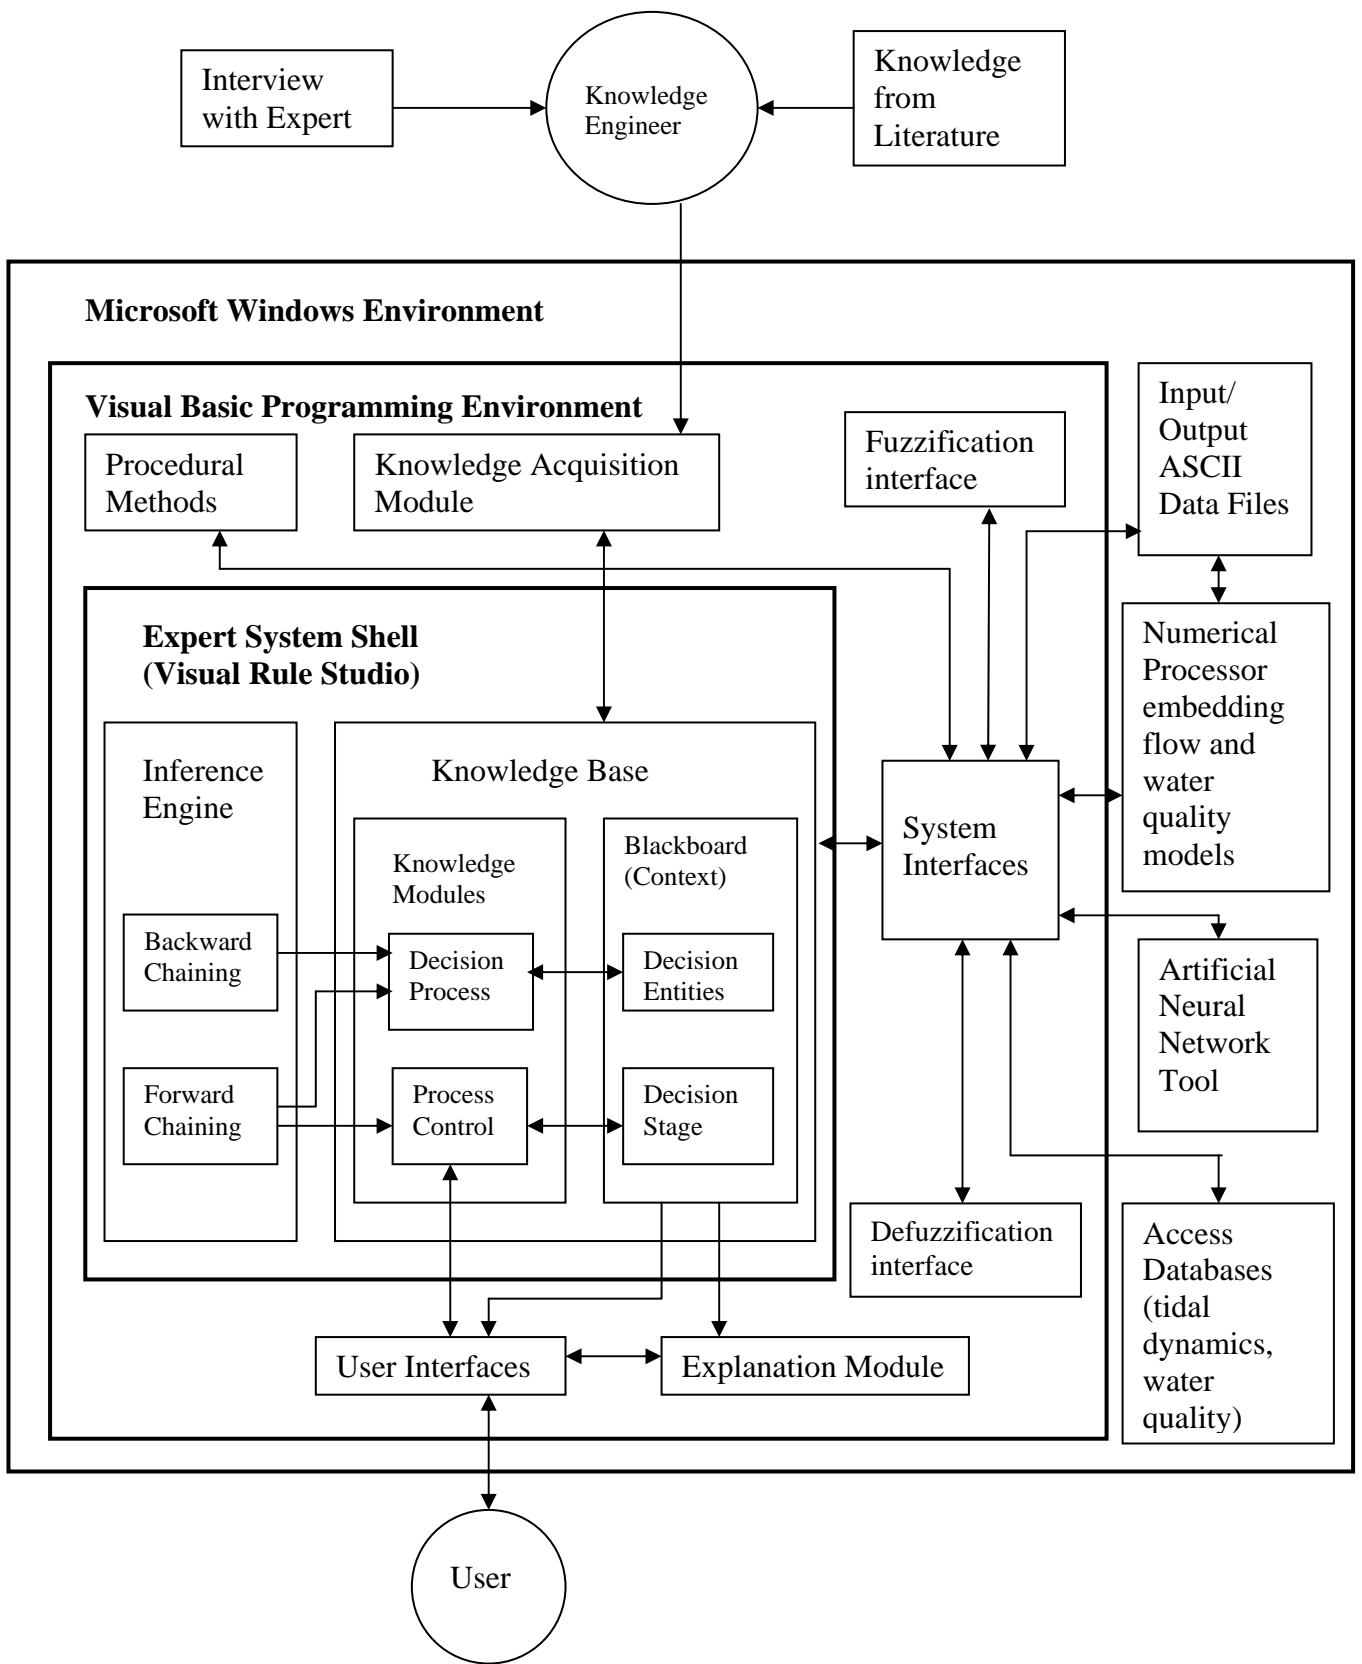 Interview
with Expert
Knowledge
Engineer
Knowledge
from
Literature
Microsoft Windows Environment
Visual Basic Programming Environment
Procedural
Methods
Knowledge Acquisition
Module
Fuzzification
interface
Input/
Output
ASCII
Data Files
Expert System Shell
(Visual Rule Studio)
Numerical
Processor
embedding
flow and
water
quality
models
Inference
Engine
Knowledge Base
System
Interfaces
Knowledge
Modules
Blackboard
(Context)
Backward
Chaining
Decision
Process
Decision
Entities
Artificial
Neural
Network
Tool
Forward
Chaining
Process
Control
Decision
Stage
Defuzzification
interface
Access
Databases
(tidal
dynamics,
water
quality)
User Interfaces
Explanation Module
User